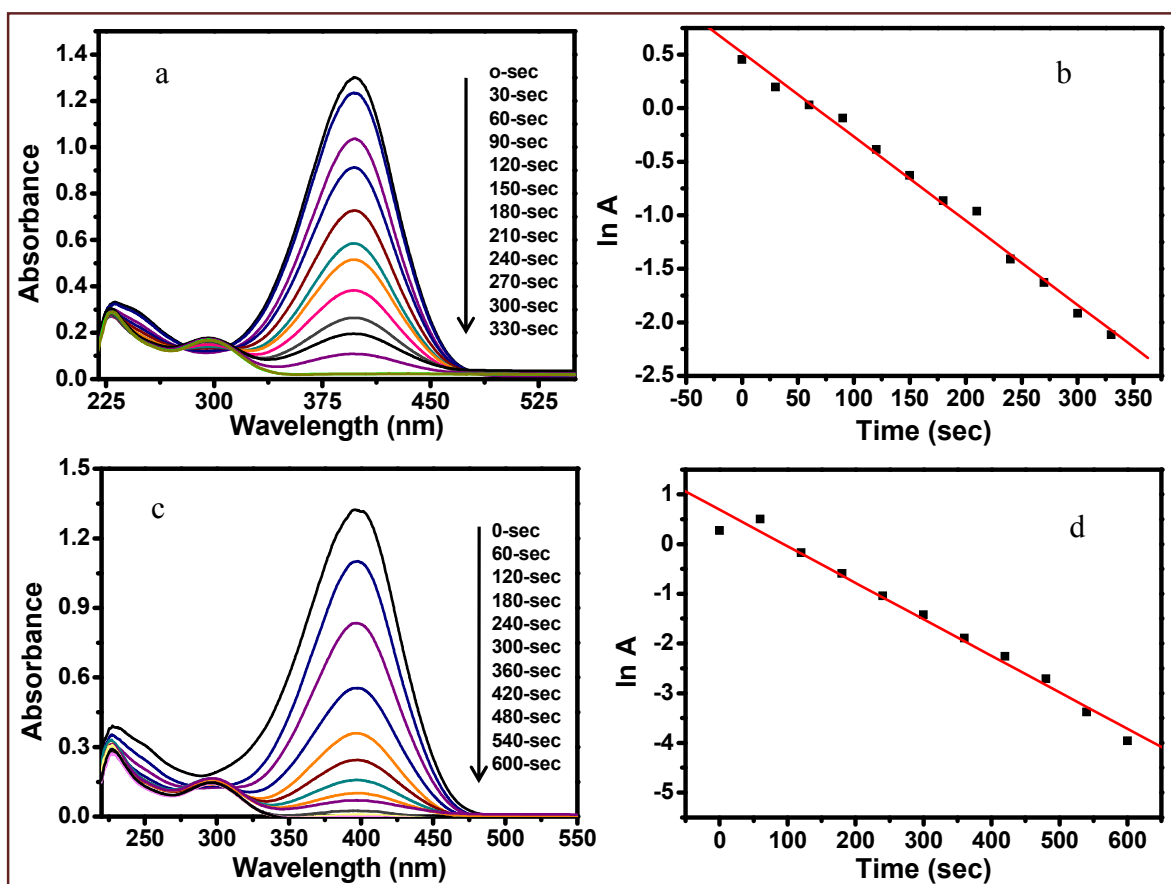 1.4
1.2
1.0
0.8
0.6
0.4
0.2
0.0
Absorbance
a
o-sec
30-sec
60-sec
90-sec
120-sec
150-sec
180-sec
210-sec
240-sec
270-sec
300-sec
330-sec
225 300 375 450 525
Wavelength (nm)
0.5
0.0
-0.5
-1.0
-1.5
-2.0
-2.5
ln A
b
-50 0 50 100 150 200 250 300 350
Time (sec)
1.5
1.2
0.9
0.6
0.3
0.0
Absorbance
c
0-sec
60-sec
120-sec
180-sec
240-sec
300-sec
360-sec
420-sec
480-sec
540-sec
600-sec
250 300 350 400 450 500 550
Wavelength (nm)
1
0
-1
-2
-3
-4
-5
ln A
d
0 100 200 300 400 500 600
Time (sec)